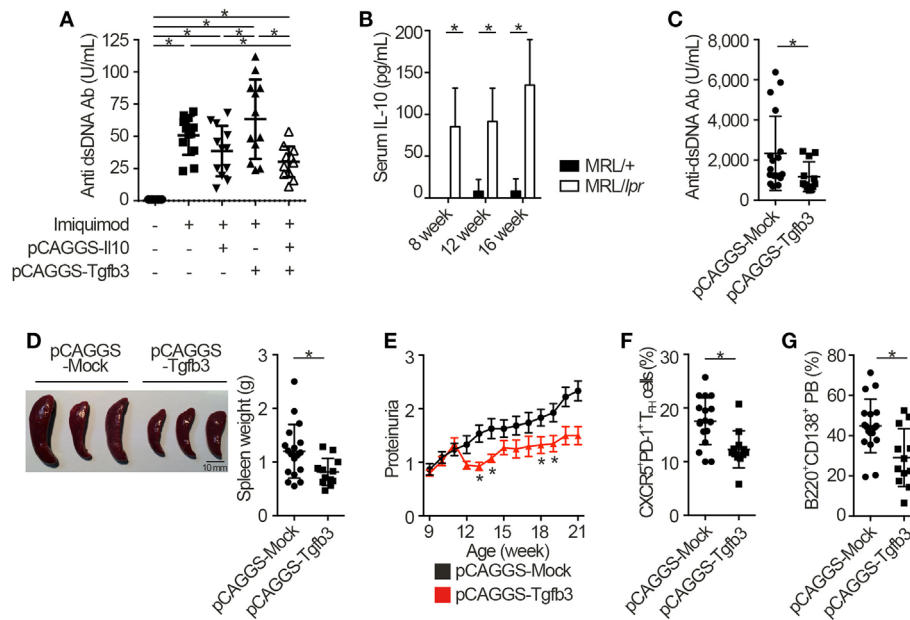 A
Anti dsDNA Ab (U/mL)
125
100
75
50
25
0
* * * * * * *
Imiquimod - + + + +
pCAGGS-Il10 - - + - +
pCAGGS-Tgfb3 - - - + +
B
Serum IL-10 (pg/mL)
200
150
100
50
0
* * *
8 week
12 week
16 week
MRL/+
MRL/lpr
C
Anti-dsDNA Ab (U/mL)
8,000
6,000
4,000
2,000
0
*
pCAGGS-Mock
pCAGGS-Tgfb3
D
pCAGGS
-Mock
pCAGGS
-Tgfb3
10 mm
Spleen weight (g)
3
2
1
0
*
pCAGGS-Mock
pCAGGS-Tgfb3
E
Proteinuria
3
2
1
0
* * * *
9 12 15 18 21
Age (week)
pCAGGS-Mock
pCAGGS-Tgfb3
F
CXCR5+PD-1+ TFH cells (%)
30
20
10
0
*
pCAGGS-Mock
pCAGGS-Tgfb3
G
B220+CD138+ PB (%)
80
60
40
20
0
*
pCAGGS-Mock
pCAGGS-Tgfb3